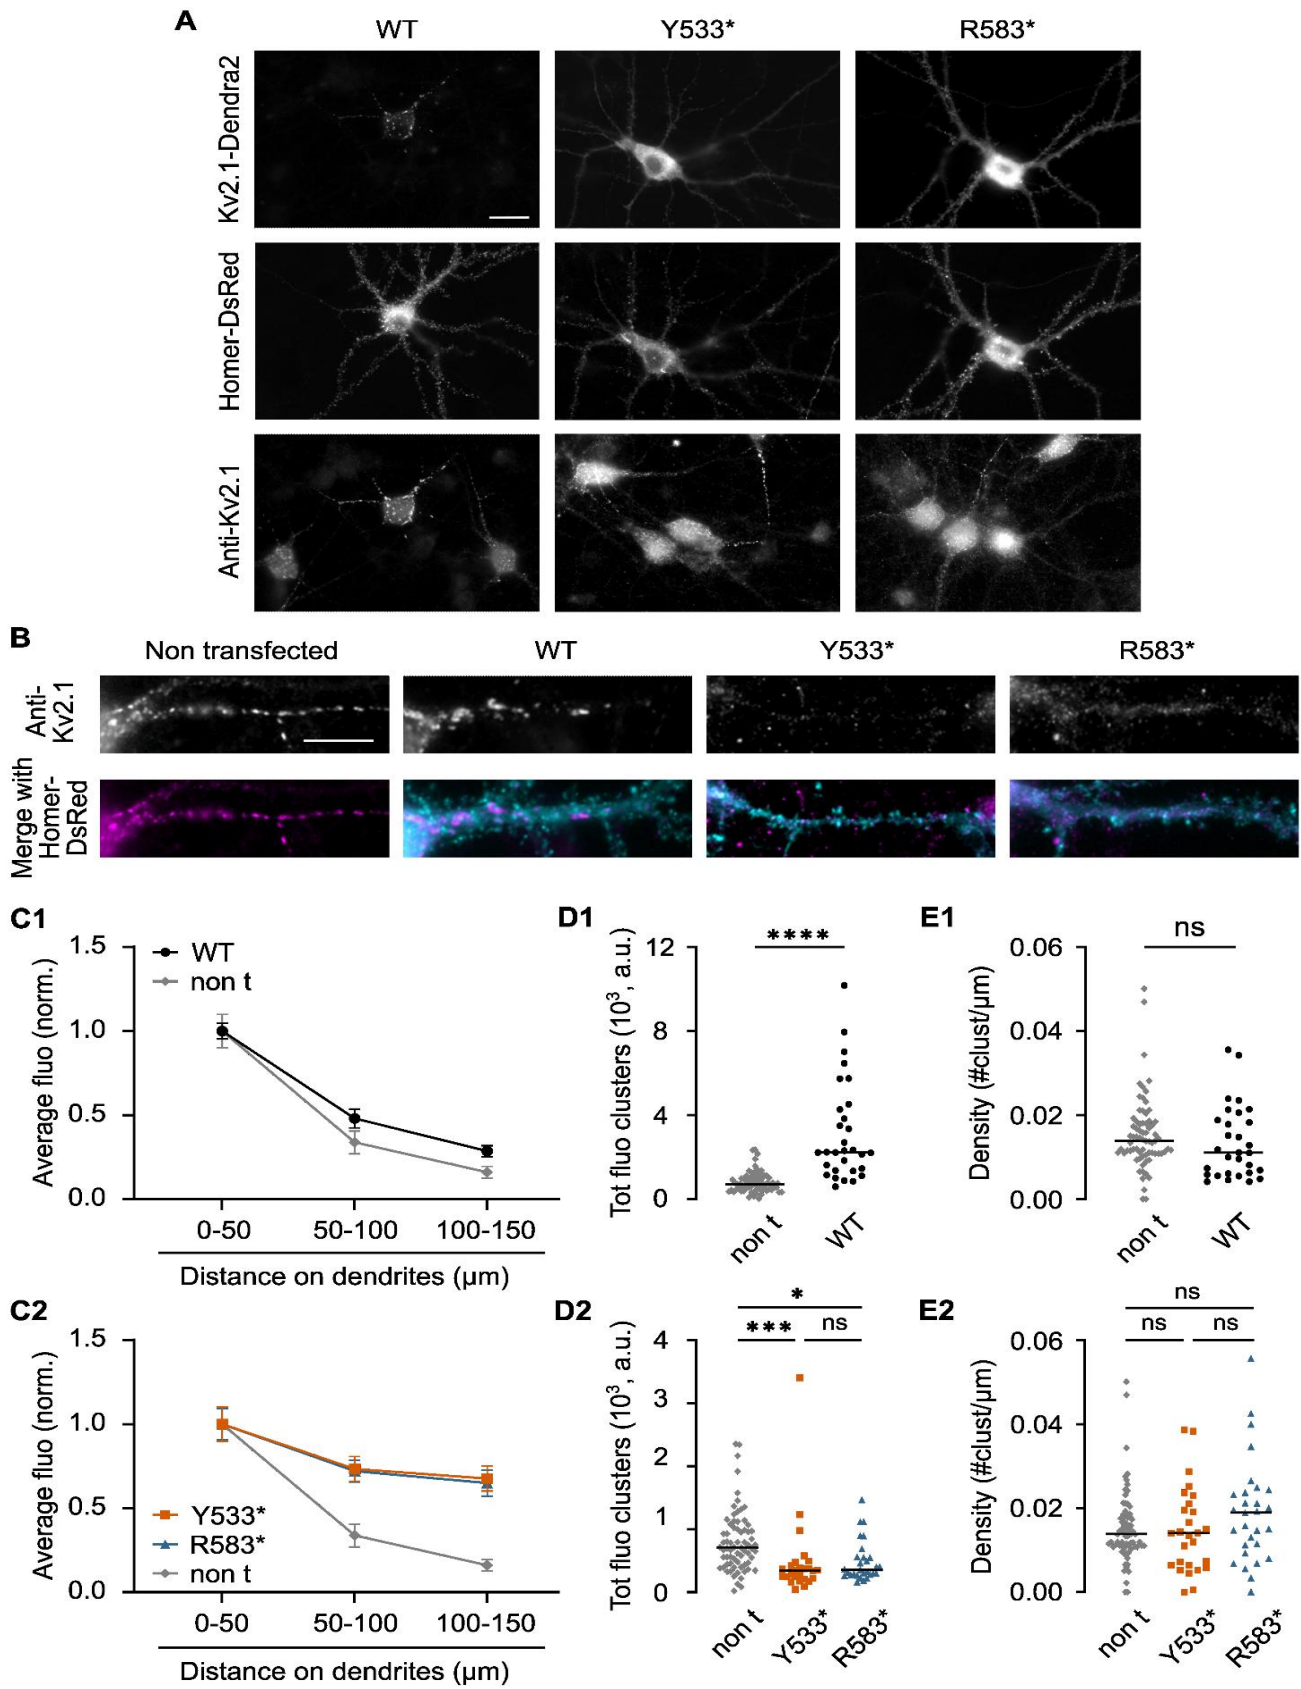 A
WT
Y533*
R583*
Kv2.1-Dendra2
Homer-DsRed
Anti-Kv2.1
B
Non transfected
WT
Y533*
R583*
Anti-
Kv2.1
Merge with
Homer-
DsRed
C1
Average fluo (norm.)
1.5
1.0
0.5
0.0
WT
non t
0-50
50-100
100-150
Distance on dendrites (µm)
D1
Tot fluo clusters (10³, a.u.)
12
8
4
0
****
non t
WT
E1
Density (#clust/µm)
0.06
0.04
0.02
0.00
ns
non t
WT
C2
Average fluo (norm.)
1.5
1.0
0.5
0.0
Y533*
R583*
non t
0-50
50-100
100-150
Distance on dendrites (µm)
D2
Tot fluo clusters (10³, a.u.)
4
3
2
1
0
*
***
ns
non t
Y533*
R583*
E2
Density (#clust/µm)
0.06
0.04
0.02
0.00
ns
ns
ns
non t
Y533*
R583*